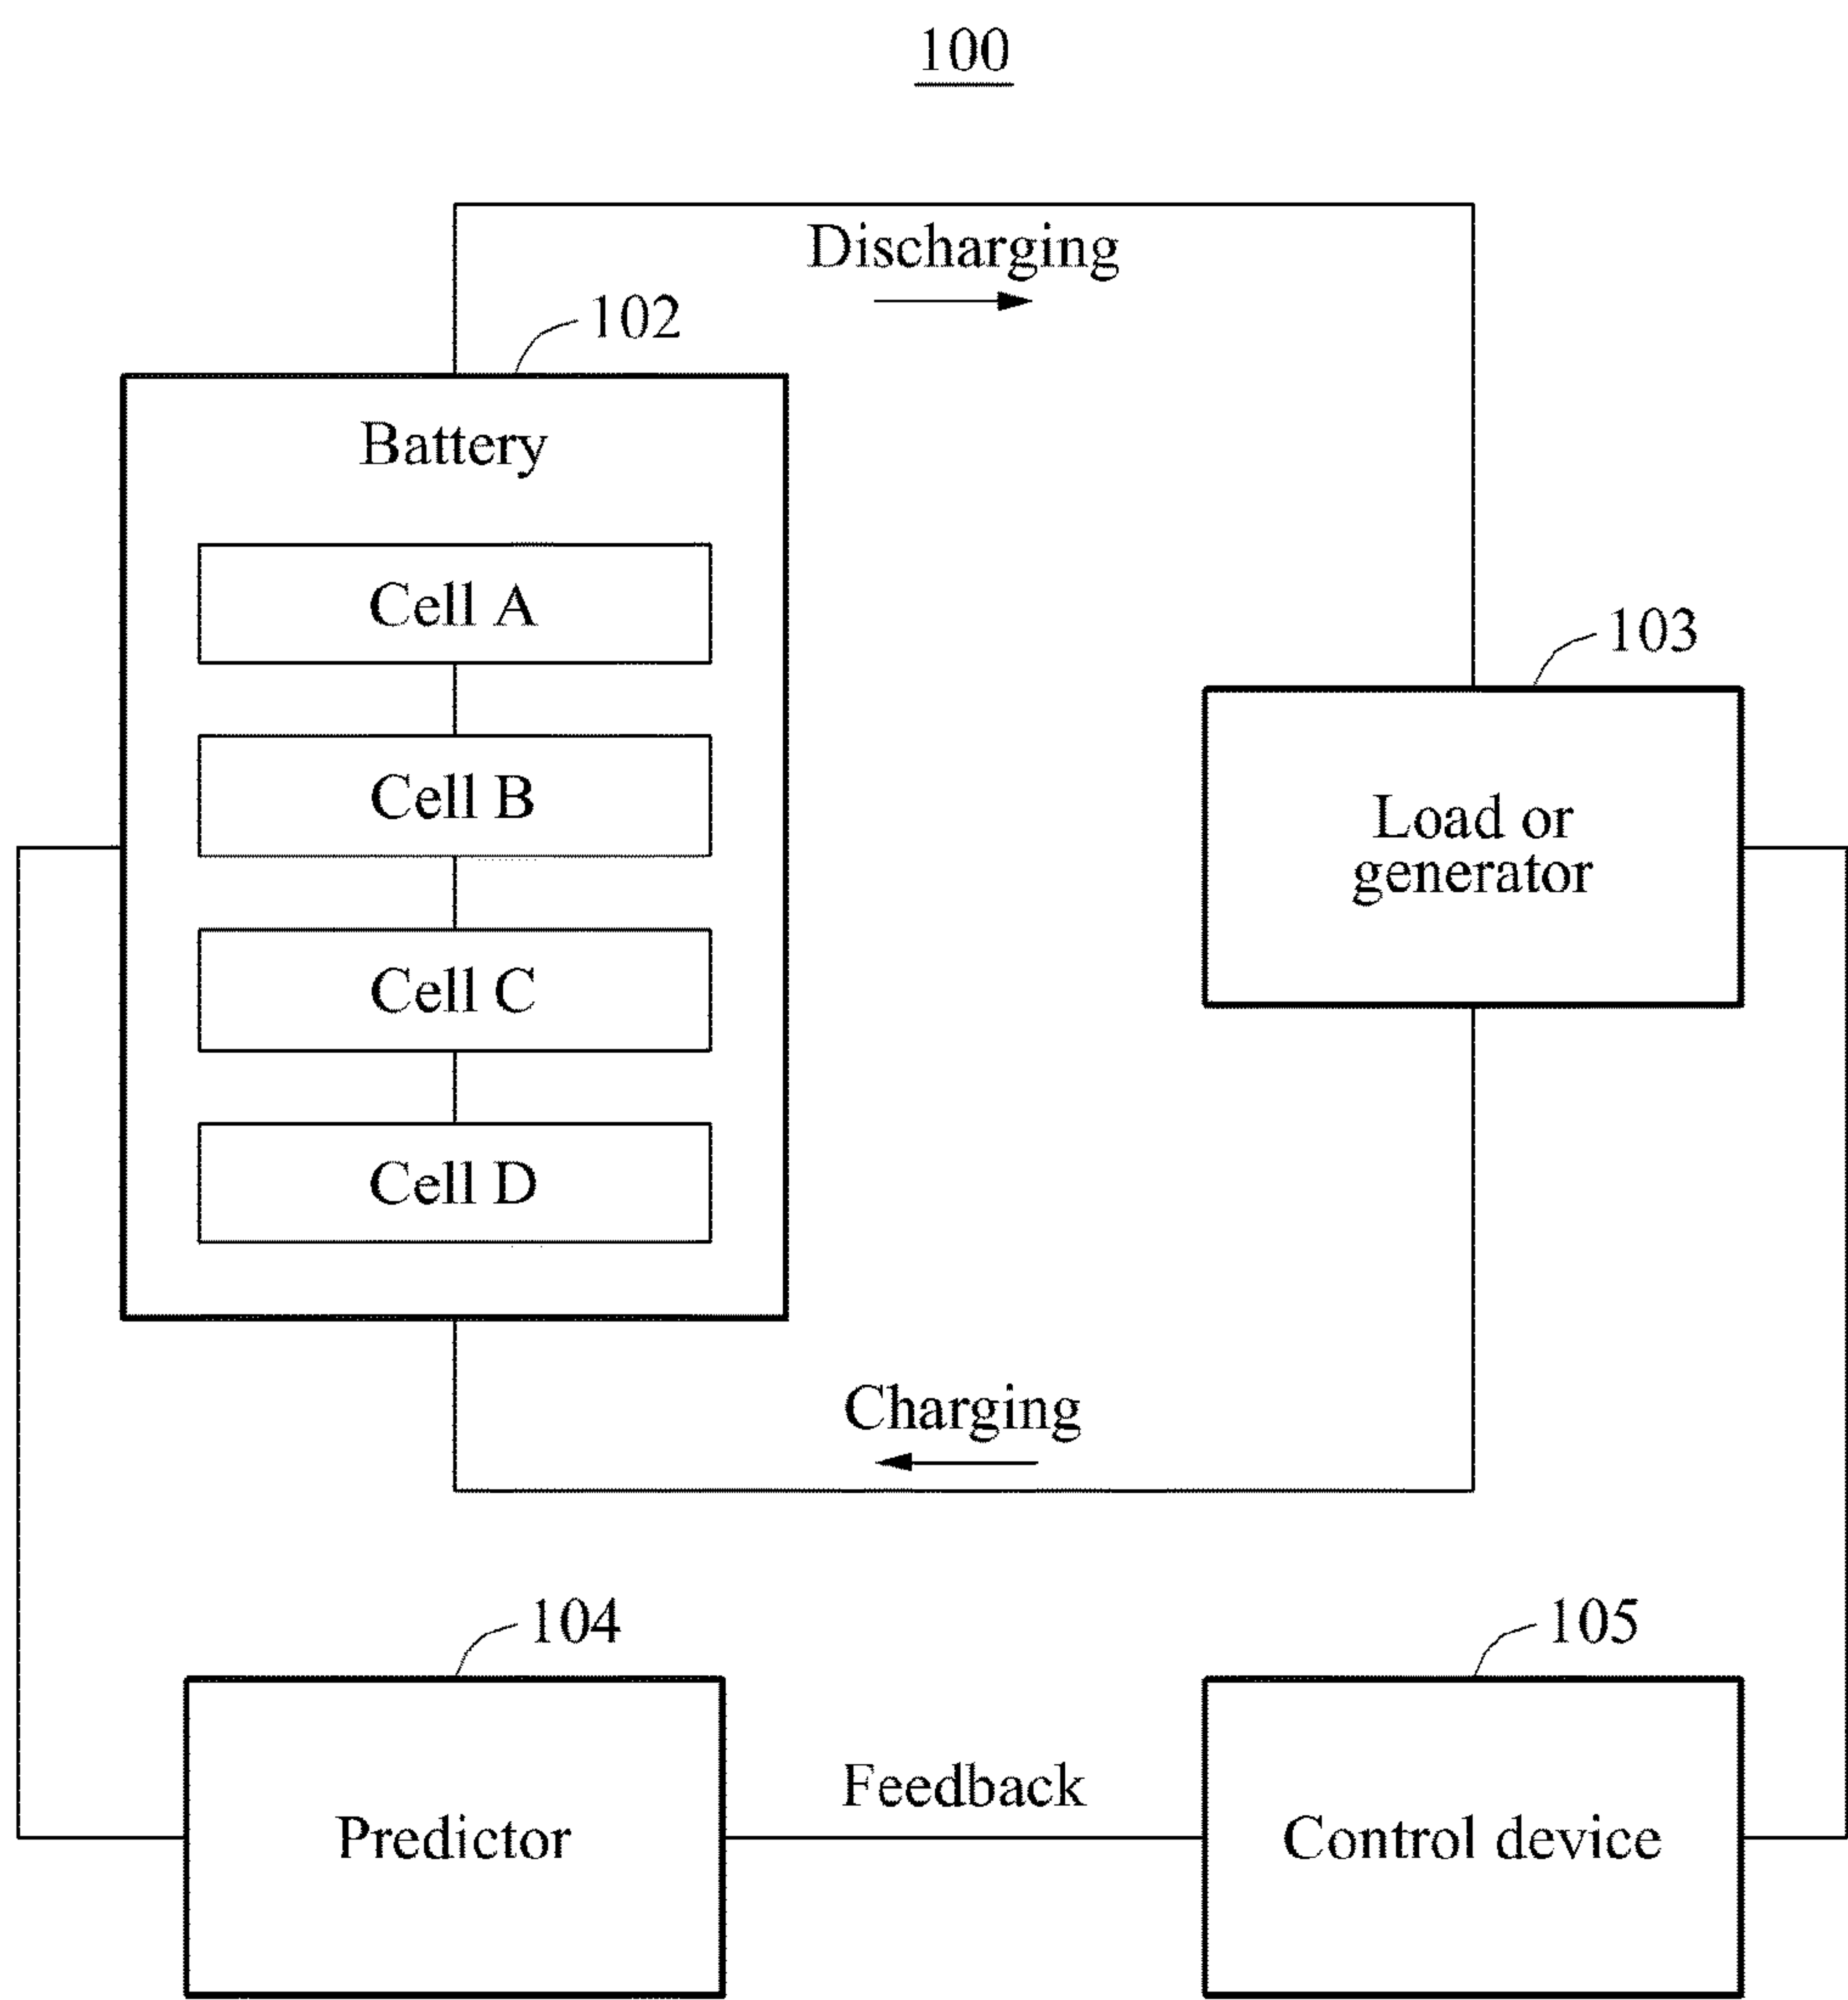 100
Discharging
102
Battery
Cell A
103
Cell B
Load or
generator
Cell C
Cell D
Charging
104
105
Feedback
Predictor
Control device